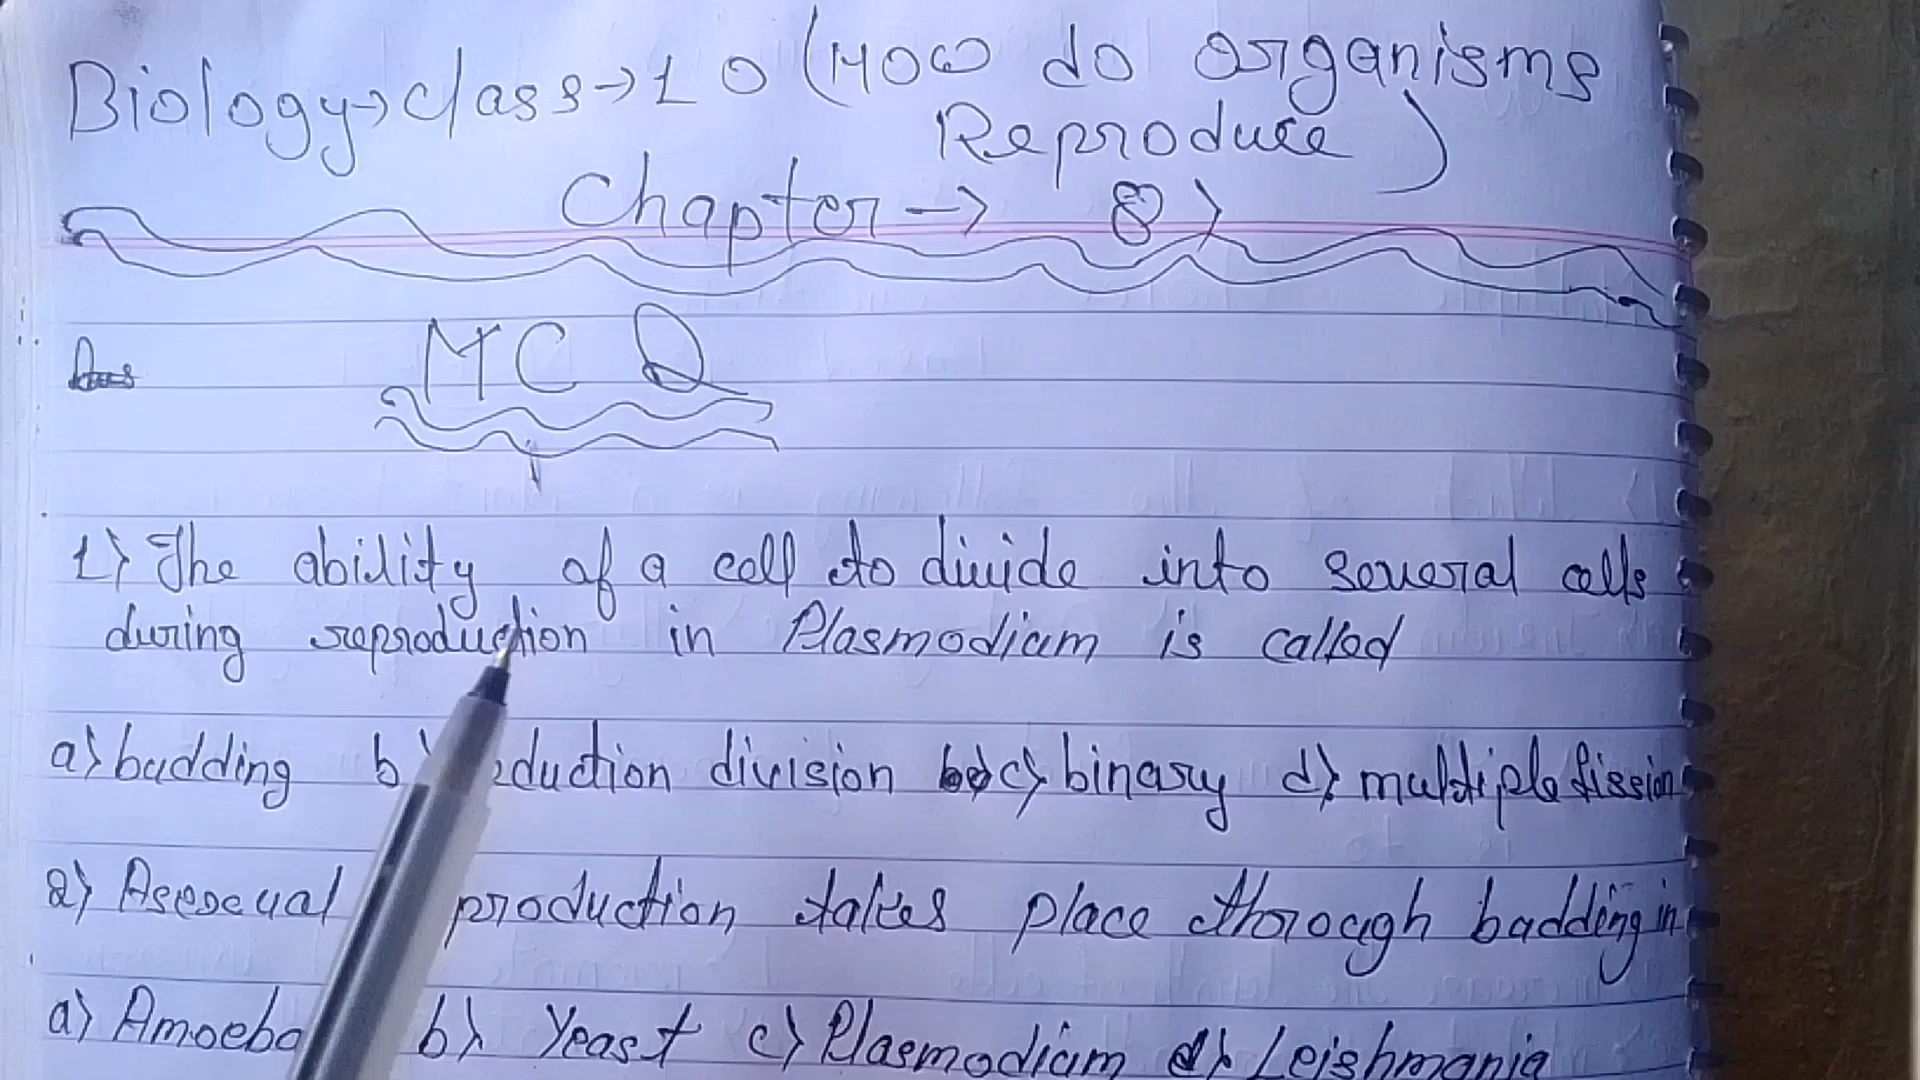 Biology→class→10 (HOW do organisms
Reproduce)
Chapter → 8>
MCQ
1> The ability of a cell to divide into several cells
during reproduction in Plasmodium is called
a> budding b> eduction division c> binary d> multiple fission
2> Asexual production takes place through budding in
a> Amoeba b> Yeast c> Plasmodium d> Leishmania